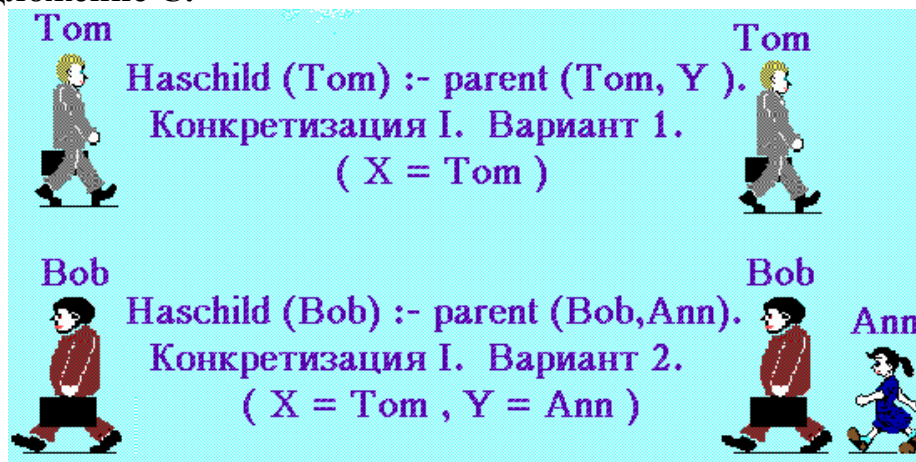 Tom
Tom
Haschild (Tom) :- parent (Tom, Y ).
Конкретизация I. Вариант 1.
( X = Tom )
Bob
Bob
Haschild (Bob) :- parent (Bob,Ann).
Ann
Конкретизация I. Вариант 2.
( X = Tom , Y = Ann )